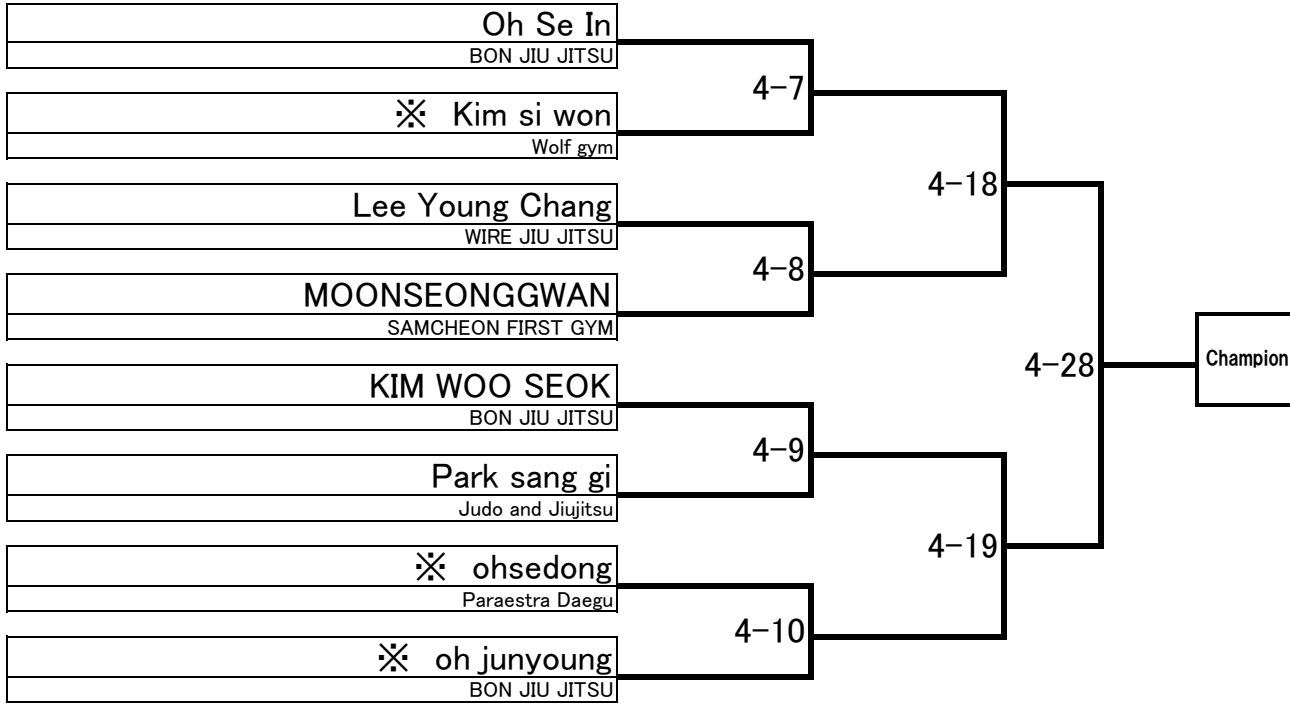 Oh Se In
BON JIU JITSU
4-7
※ Kim si won
Wolf gym
4-18
Lee Young Chang
WIRE JIU JITSU
4-8
MOONSEONGGWAN
SAMCHEON FIRST GYM
4-28
Champion
KIM WOO SEOK
BON JIU JITSU
4-9
Park sang gi
Judo and Jiujitsu
4-19
※ ohsedong
Paraestra Daegu
4-10
※ oh junyoung
BON JIU JITSU